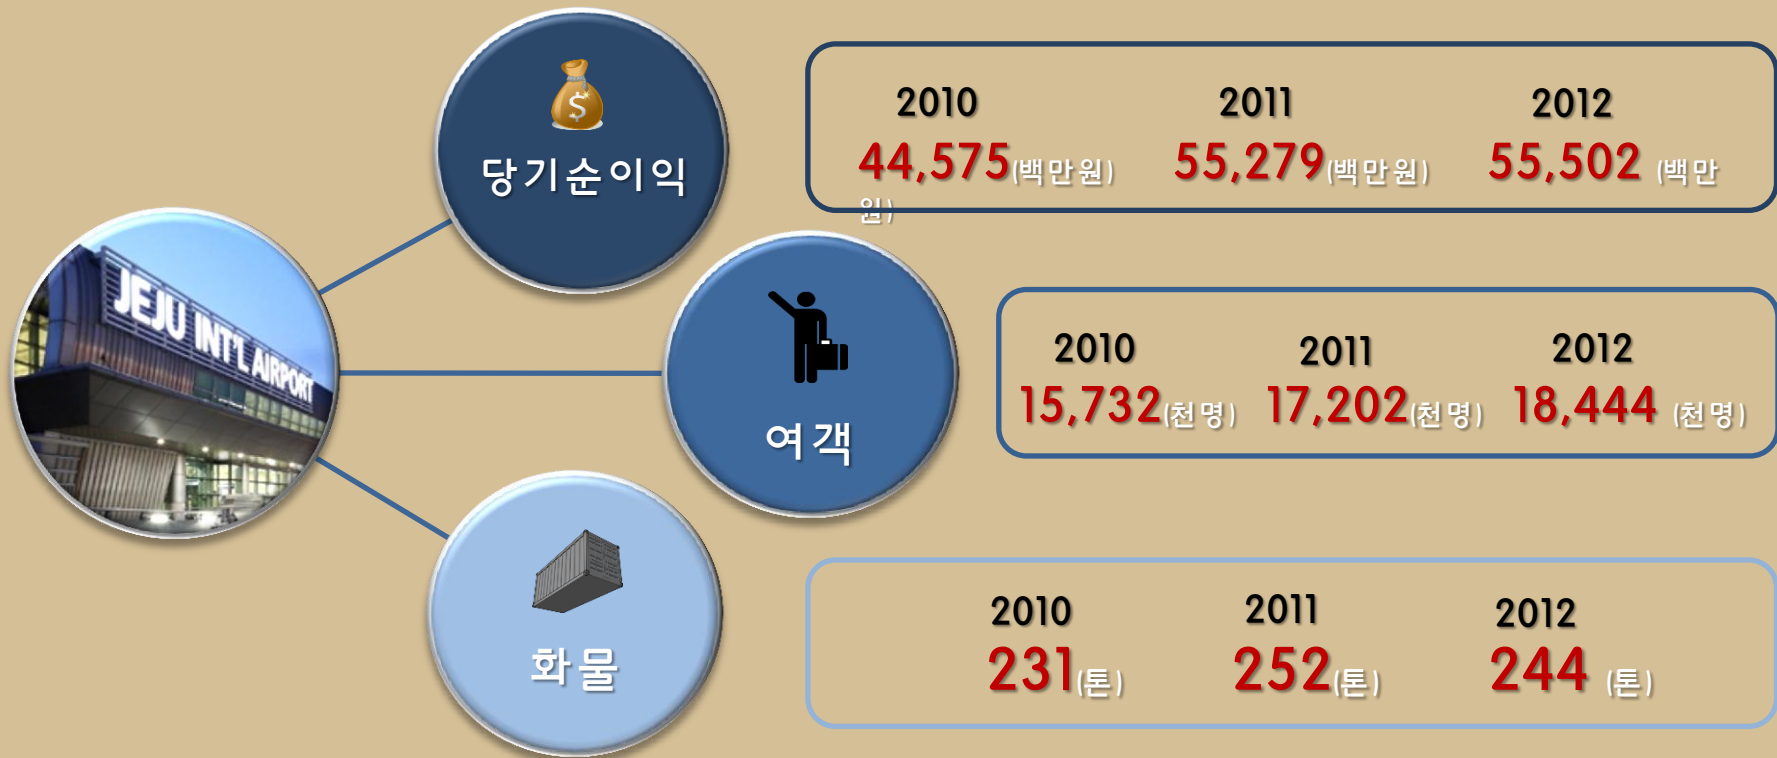 당기순이익
2010 2011 2012
44,575(백만원) 55,279(백만원) 55,502 (백만
원)
JEJU INT'L AIRPORT
여객
2010 2011 2012
15,732(천명) 17,202(천명) 18,444 (천명)
화물
2010 2011 2012
231(톤) 252(톤) 244 (톤)